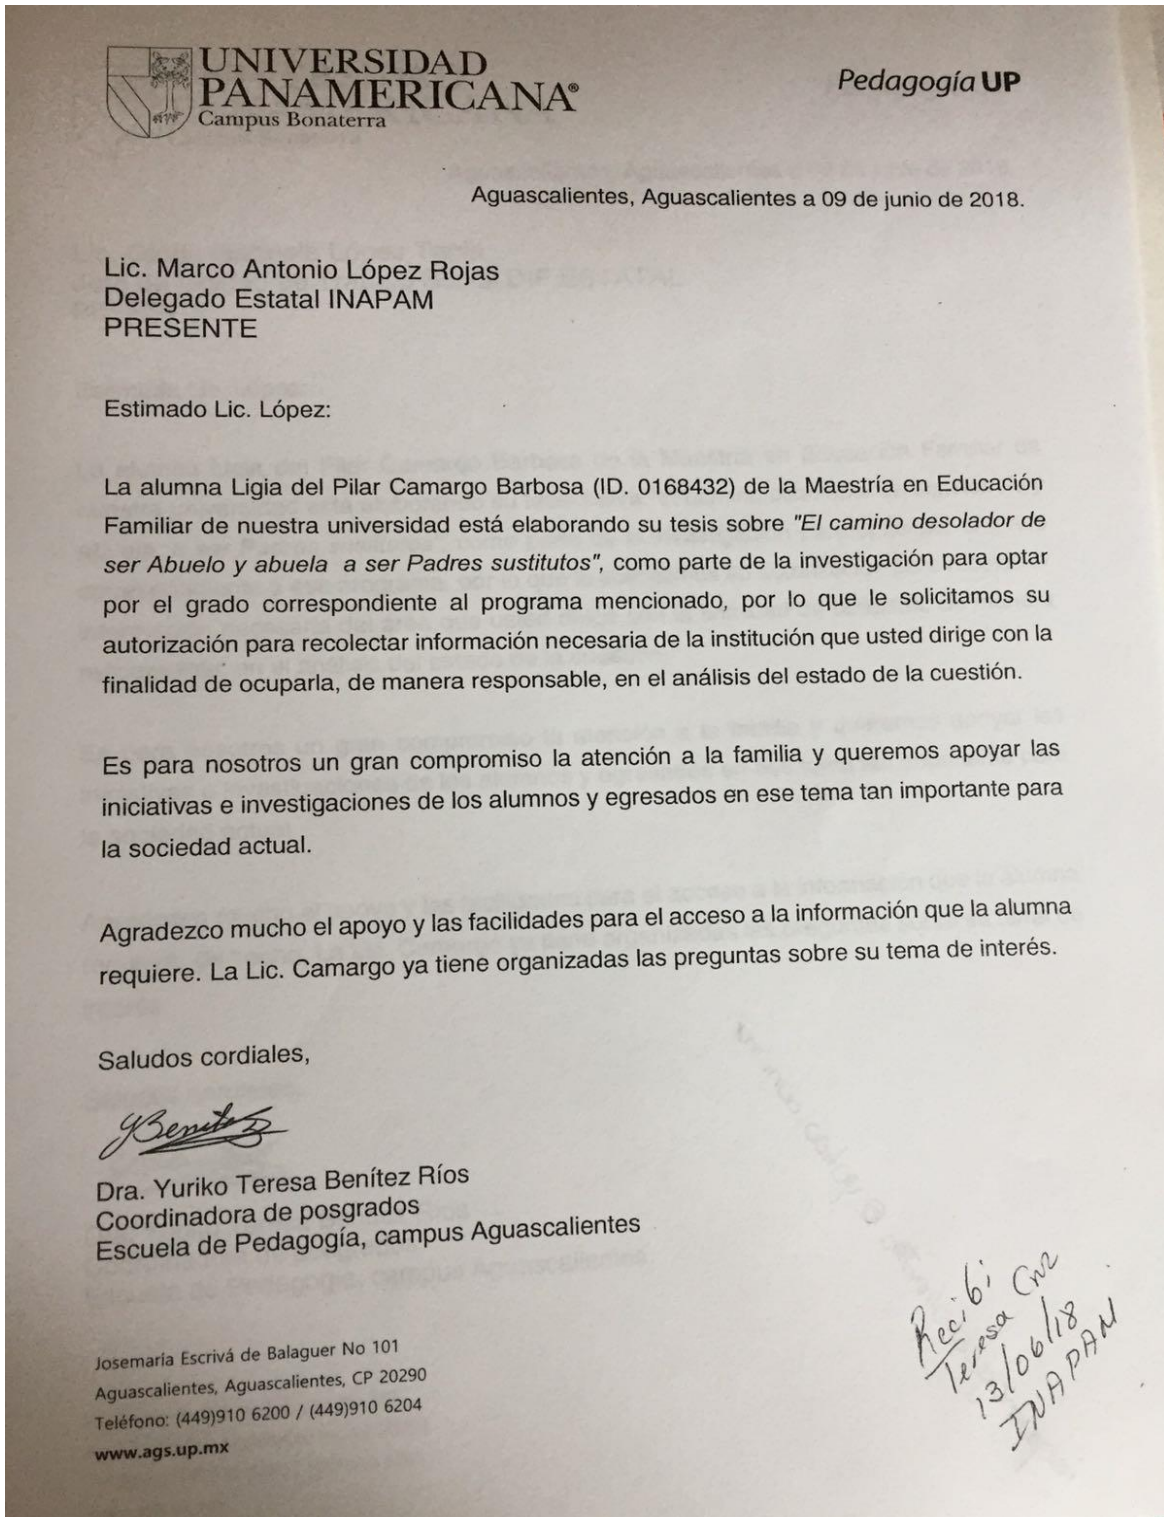 UNIVERSIDAD
PANAMERICANA®
Campus Bonaterra
Pedagogía UP
Aguascalientes, Aguascalientes a 09 de junio de 2018.
Lic. Marco Antonio López Rojas
Delegado Estatal INAPAM
PRESENTE
Estimado Lic. López:
La alumna Ligia del Pilar Camargo Barbosa (ID. 0168432) de la Maestría en Educación
Familiar de nuestra universidad está elaborando su tesis sobre "El camino desolador de
ser Abuelo y abuela a ser Padres sustitutos", como parte de la investigación para optar
por el grado correspondiente al programa mencionado, por lo que le solicitamos su
autorización para recolectar información necesaria de la institución que usted dirige con la
finalidad de ocuparla, de manera responsable, en el análisis del estado de la cuestión.
Es para nosotros un gran compromiso la atención a la familia y queremos apoyar las
iniciativas e investigaciones de los alumnos y egresados en ese tema tan importante para
la sociedad actual.
Agradezco mucho el apoyo y las facilidades para el acceso a la información que la alumna
requiere. La Lic. Camargo ya tiene organizadas las preguntas sobre su tema de interés.
Saludos cordiales,
YBenitez
Dra. Yuriko Teresa Benítez Ríos
Coordinadora de posgrados
Escuela de Pedagogía, campus Aguascalientes
Josemaría Escrivá de Balaguer No 101
Aguascalientes, Aguascalientes, CP 20290
Teléfono: (449)910 6200 / (449)910 6204
www.ags.up.mx
Recibí
Teresa Cruz
13/06/18
INAPAM